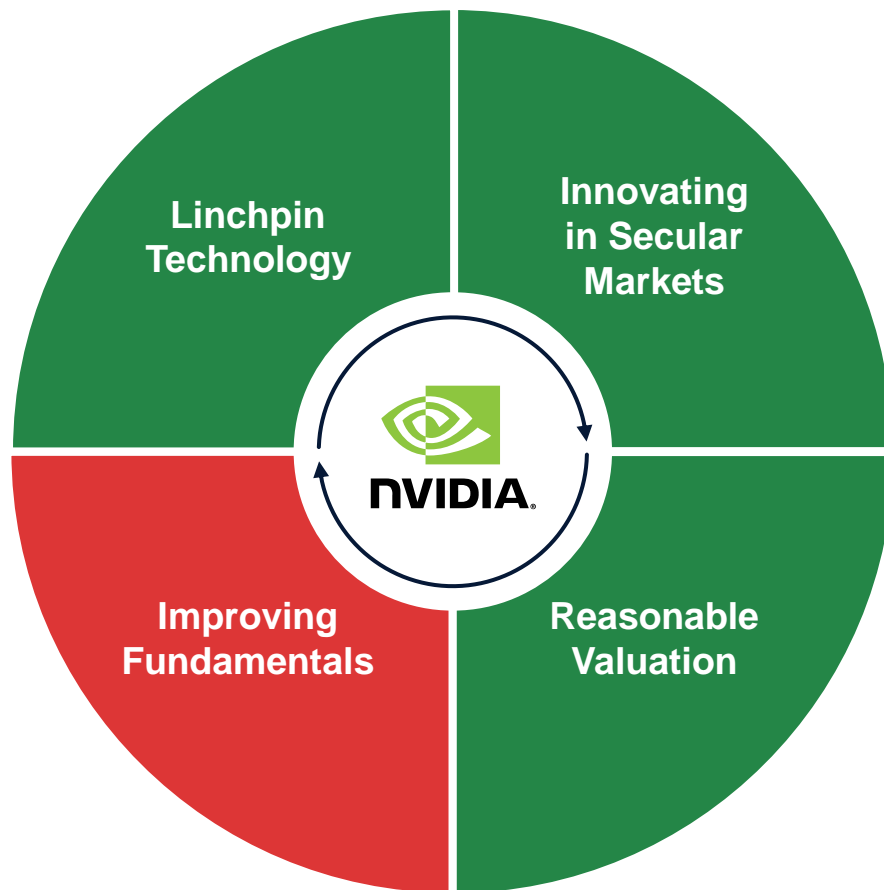 Linchpin
Technology
Innovating
in Secular
Markets
NVIDIA®
Improving
Fundamentals
Reasonable
Valuation